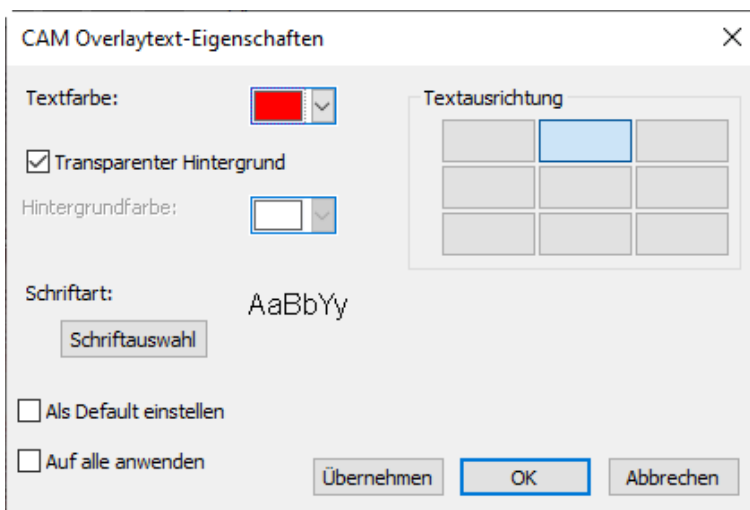 CAM Overlaytext-Eigenschaften
Textfarbe:
Textausrichtung
Transparenter Hintergrund
Hintergrundfarbe:
Schriftart:
AaBbYy
Schriftauswahl
Als Default einstellen
Auf alle anwenden
Übernehmen
OK
Abbrechen